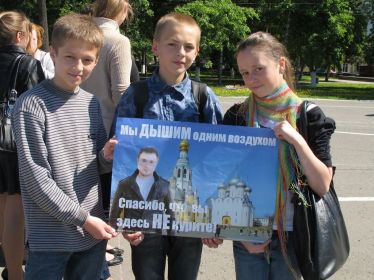 Мы ДЫШИМ одним воздухом
Спасибо, что вы
здесь НЕ курите!